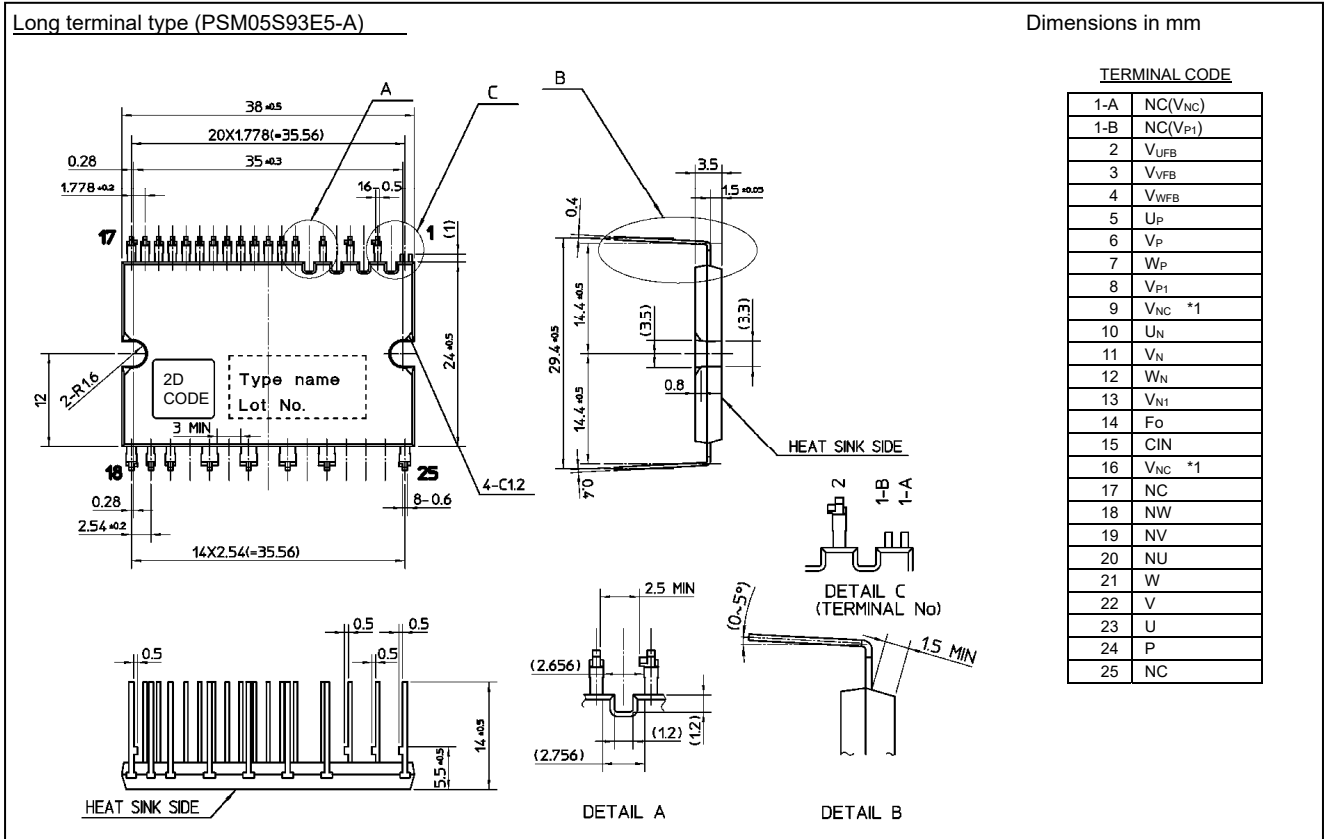 Long terminal type (PSM05S93E5-A)
Dimensions in mm
A
C
B
38 ±0.5
20X1.778(=35.56)
0.28
35 ±0.3
1.778 ±0.2
16-0.5
17
1
(1)
2-R1.6
12
24 ±0.5
2D
CODE
Type name
Lot No.
3 MIN
18
25
4-C1.2
0.28
8-0.6
2.54 ±0.2
14X2.54(=35.56)
3.5
1.5 ±0.05
0.4
14.4 ±0.5
29.4 ±0.5
(3.5)
(3.3)
0.8
14.4 ±0.5
0.4
HEAT SINK SIDE
2
1-B
1-A
DETAIL C
(TERMINAL No)
0.5
0.5
0.5
0.5
14 ±0.5
5.5 ±0.5
HEAT SINK SIDE
2.5 MIN
(2.656)
(1.2)
(1.2)
(2.756)
DETAIL A
(0~5°)
1.5 MIN
DETAIL B
TERMINAL CODE
1-A NC(VNC)
1-B NC(VP1)
2 VUFB
3 VVFB
4 VWFB
5 UP
6 VP
7 WP
8 VP1
9 VNC *1
10 UN
11 VN
12 WN
13 VN1
14 Fo
15 CIN
16 VNC *1
17 NC
18 NW
19 NV
20 NU
21 W
22 V
23 U
24 P
25 NC